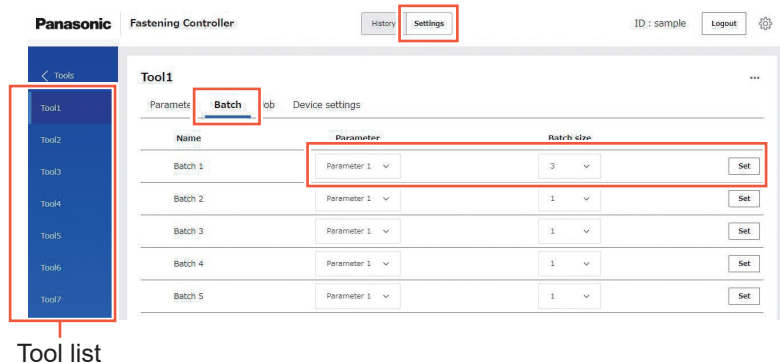 Panasonic Fastening Controller History Settings ID : sample Logout
Tools
Tool1
Tool2
Tool3
Tool4
Tool5
Tool6
Tool7
Tool1
Paramete Batch ob Device settings
Name Parameter Batch size
Batch 1 Parameter 1 3 Set
Batch 2 Parameter 1 1 Set
Batch 3 Parameter 1 1 Set
Batch 4 Parameter 1 1 Set
Batch 5 Parameter 1 1 Set
Tool list